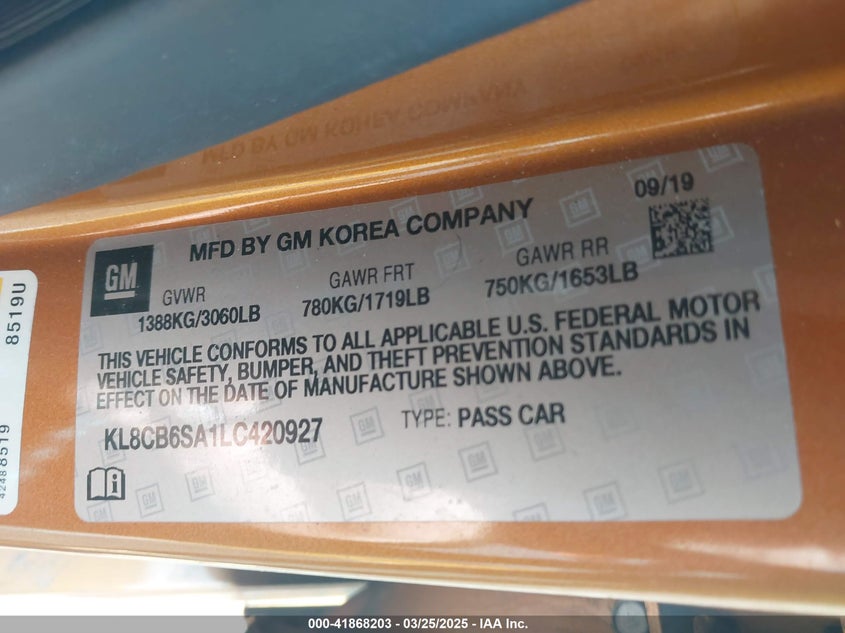 09/19
MFD BY GM KOREA COMPANY
GM
GVWR GAWR FRT GAWR RR
1388KG/3060LB 780KG/1719LB 750KG/1653LB
THIS VEHICLE CONFORMS TO ALL APPLICABLE U.S. FEDERAL MOTOR
VEHICLE SAFETY, BUMPER, AND THEFT PREVENTION STANDARDS IN
EFFECT ON THE DATE OF MANUFACTURE SHOWN ABOVE.
KL8CB6SA1LC420927 TYPE: PASS CAR
8519U
42488519
000-41868203 — 03/25/2025 — IAA Inc.